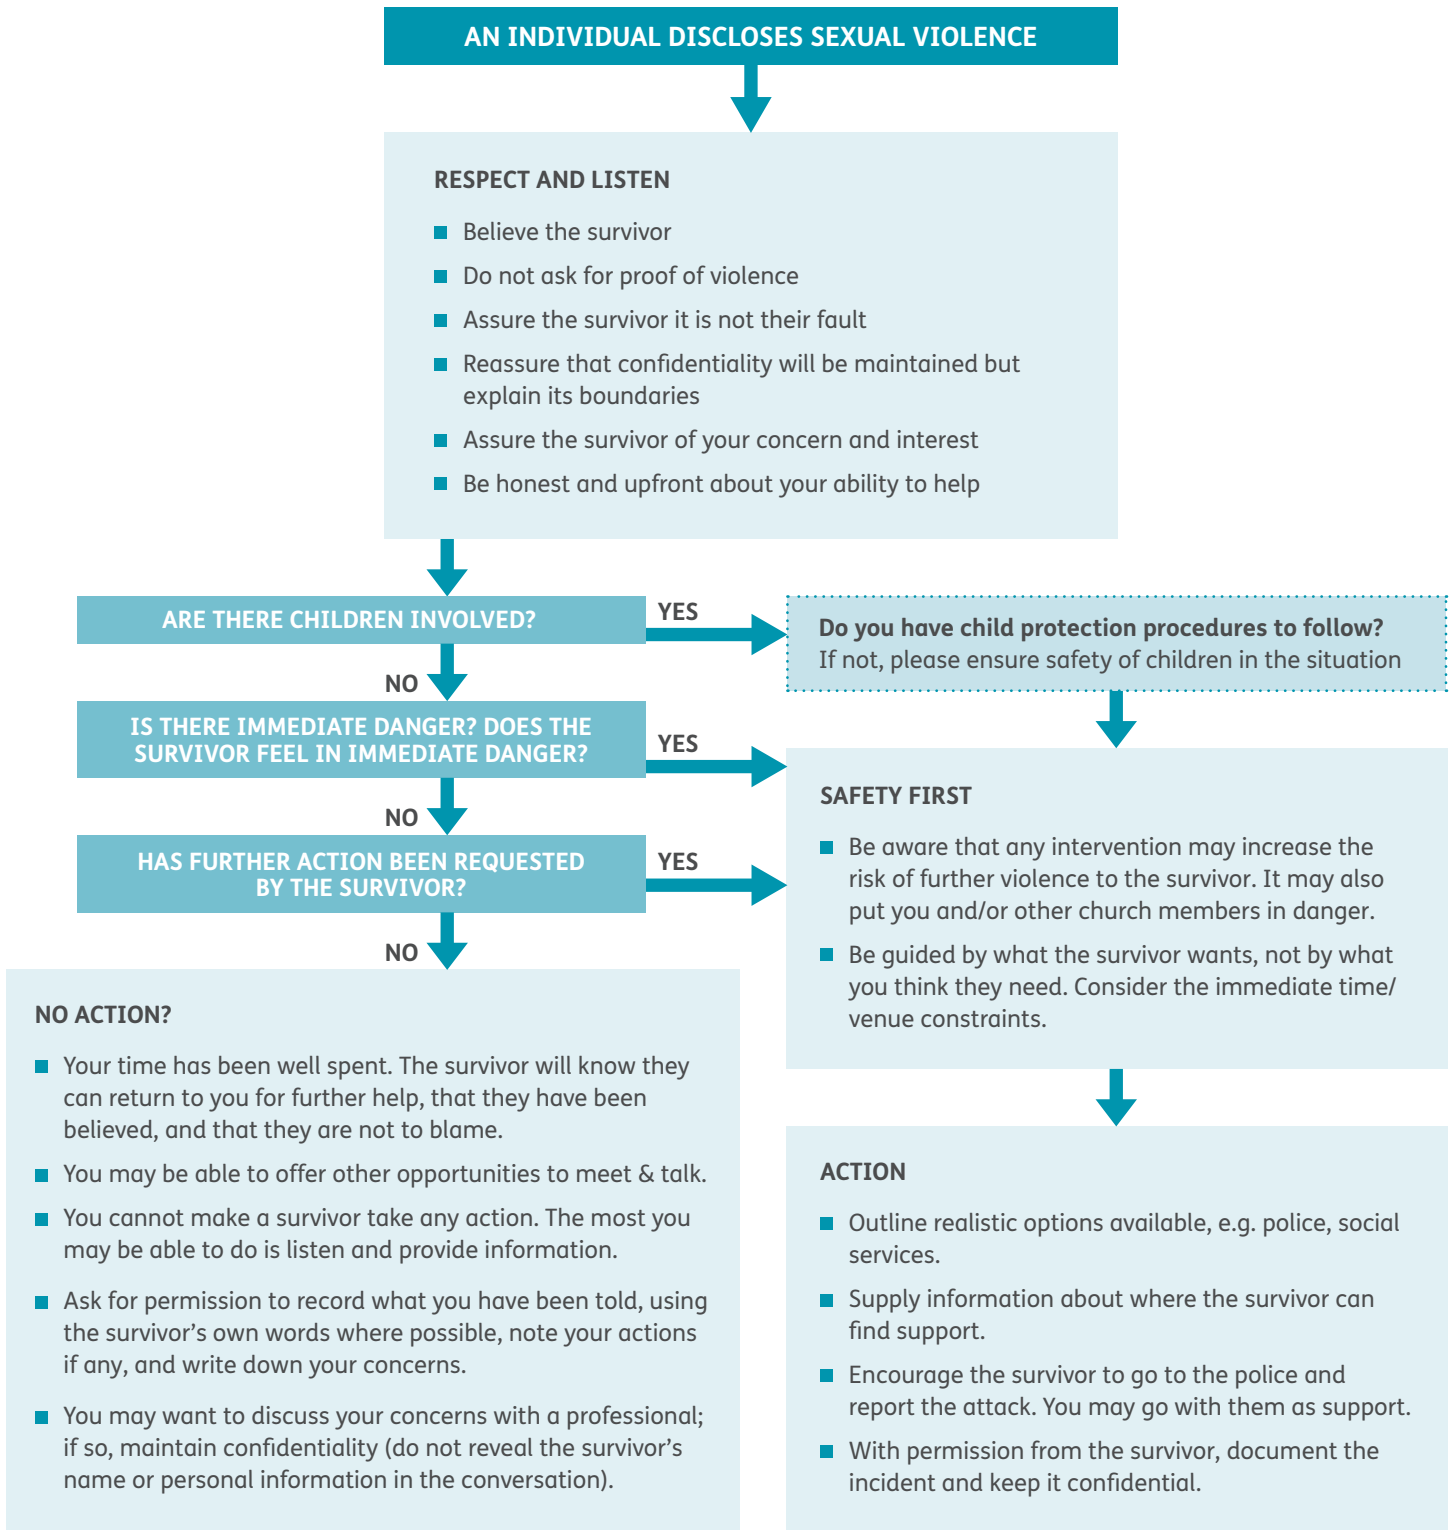 AN INDIVIDUAL DISCLOSES SEXUAL VIOLENCE
RESPECT AND LISTEN
Believe the survivor
Do not ask for proof of violence
Assure the survivor it is not their fault
Reassure that confidentiality will be maintained but
explain its boundaries
Assure the survivor of your concern and interest
Be honest and upfront about your ability to help
ARE THERE CHILDREN INVOLVED?
YES
Do you have child protection procedures to follow?
If not, please ensure safety of children in the situation
NO
IS THERE IMMEDIATE DANGER? DOES THE
SURVIVOR FEEL IN IMMEDIATE DANGER?
YES
NO
HAS FURTHER ACTION BEEN REQUESTED
BY THE SURVIVOR?
YES
NO
SAFETY FIRST
Be aware that any intervention may increase the
risk of further violence to the survivor. It may also
put you and/or other church members in danger.
Be guided by what the survivor wants, not by what
you think they need. Consider the immediate time/
venue constraints.
NO ACTION?
Your time has been well spent. The survivor will know they
can return to you for further help, that they have been
believed, and that they are not to blame.
You may be able to offer other opportunities to meet & talk.
You cannot make a survivor take any action. The most you
may be able to do is listen and provide information.
Ask for permission to record what you have been told, using
the survivor's own words where possible, note your actions
if any, and write down your concerns.
You may want to discuss your concerns with a professional;
if so, maintain confidentiality (do not reveal the survivor's
name or personal information in the conversation).
ACTION
Outline realistic options available, e.g. police, social
services.
Supply information about where the survivor can
find support.
Encourage the survivor to go to the police and
report the attack. You may go with them as support.
With permission from the survivor, document the
incident and keep it confidential.